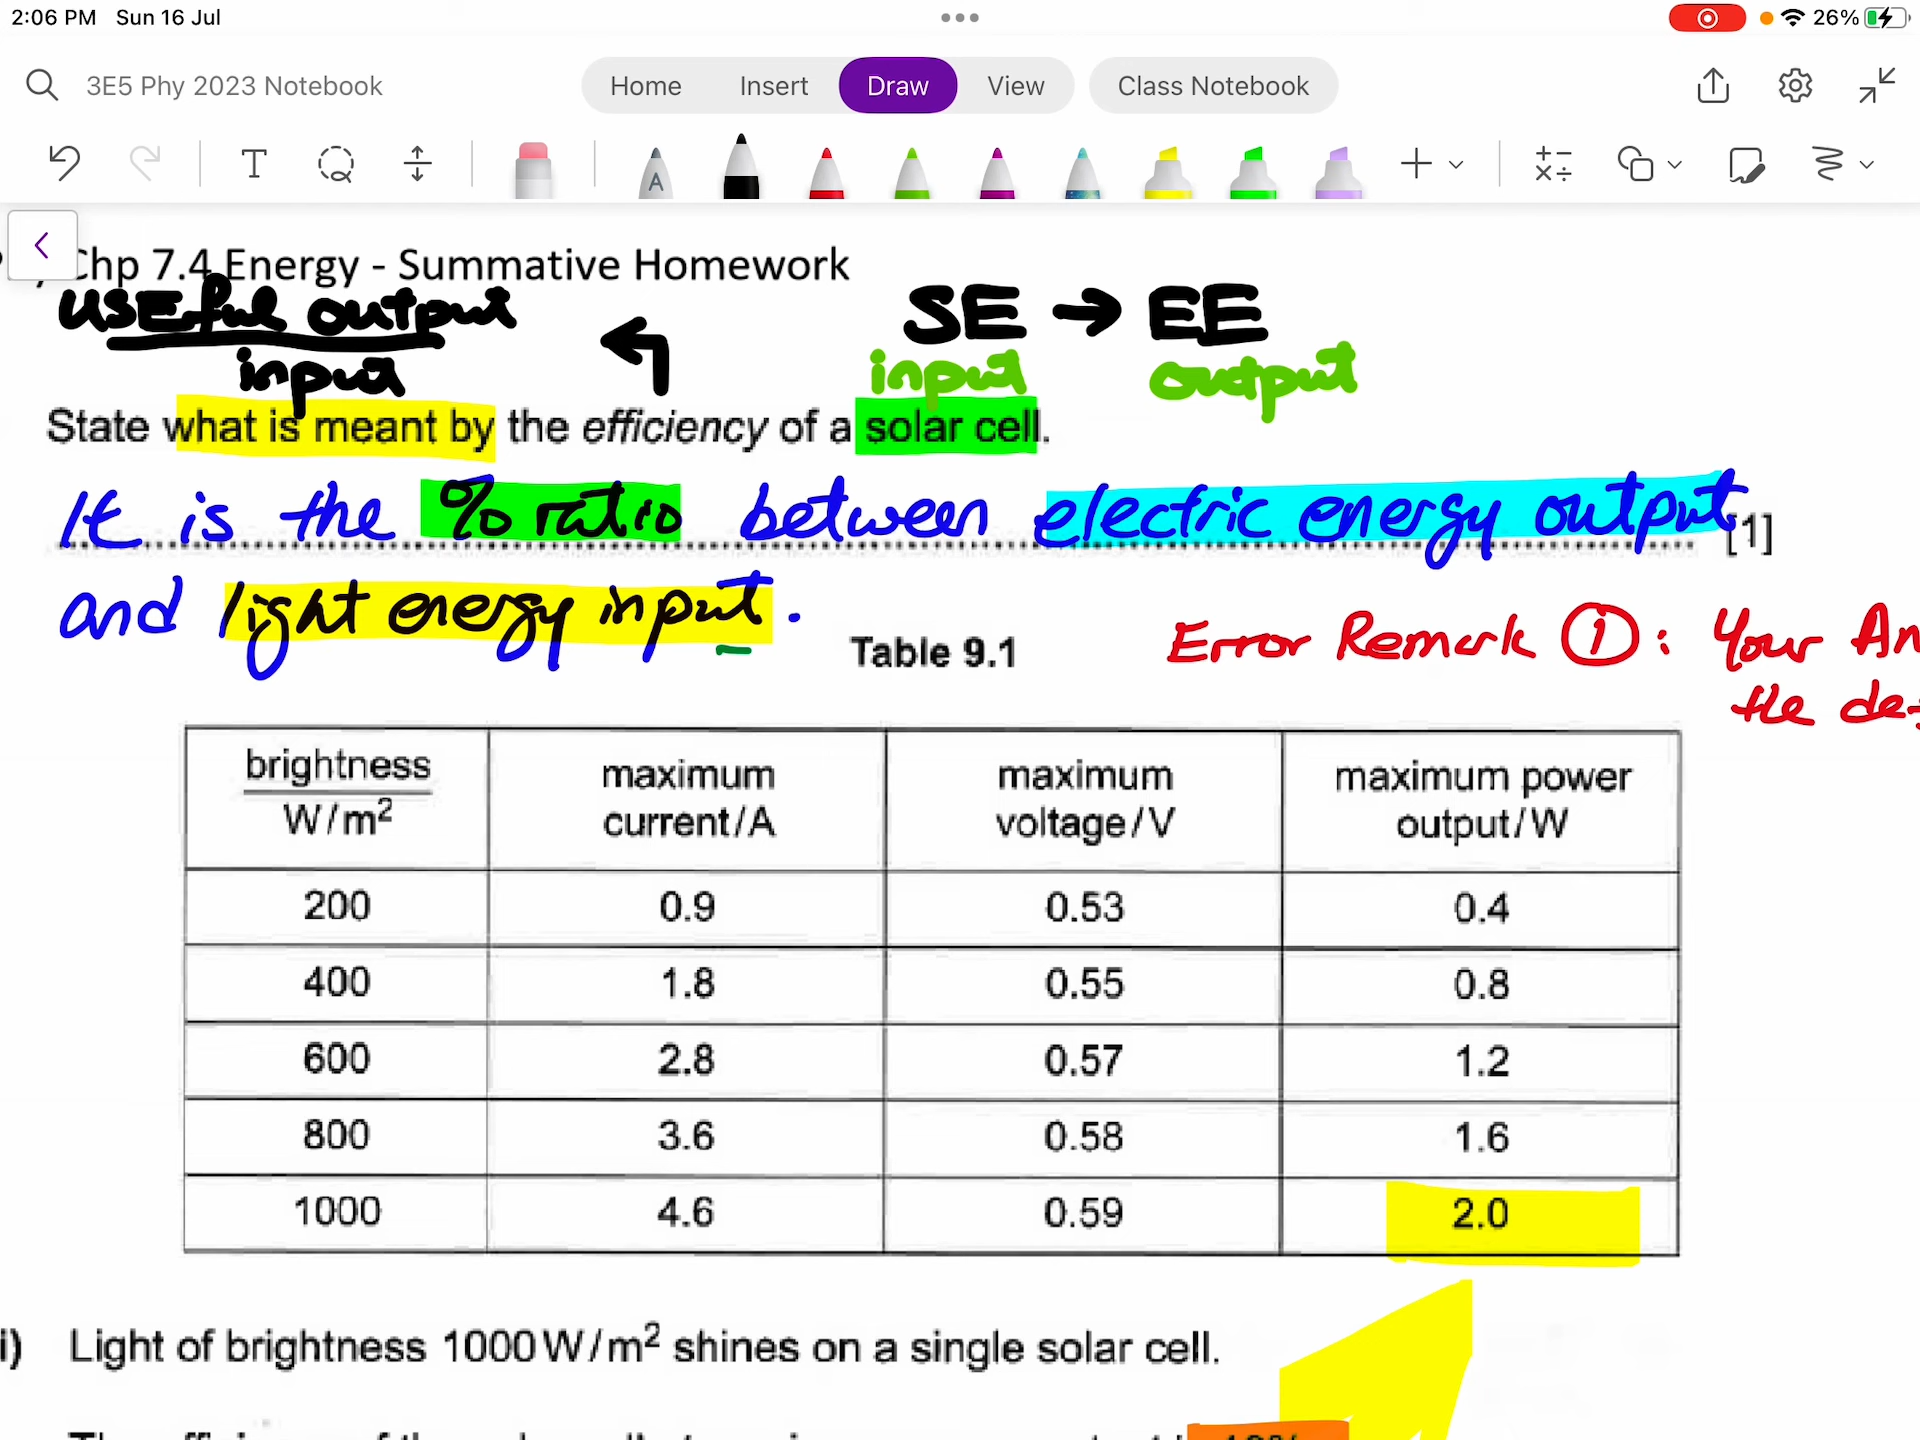 2:06 PM Sun 16 Jul 26%
3E5 Phy 2023 Notebook Home Insert Draw View Class Notebook
T A
Chp 7.4 Energy - Summative Homework
useful output SE → EE
input input output
State what is meant by the efficiency of a solar cell.
It is the % ratio between electric energy output [1]
and light energy input.
Table 9.1 Error Remark ①: Your An
the
brightness maximum maximum maximum power
W/m² current/A voltage/V output/W
200 0.9 0.53 0.4
400 1.8 0.55 0.8
600 2.8 0.57 1.2
800 3.6 0.58 1.6
1000 4.6 0.59 2.0
i) Light of brightness 1000 W/m² shines on a single solar cell.